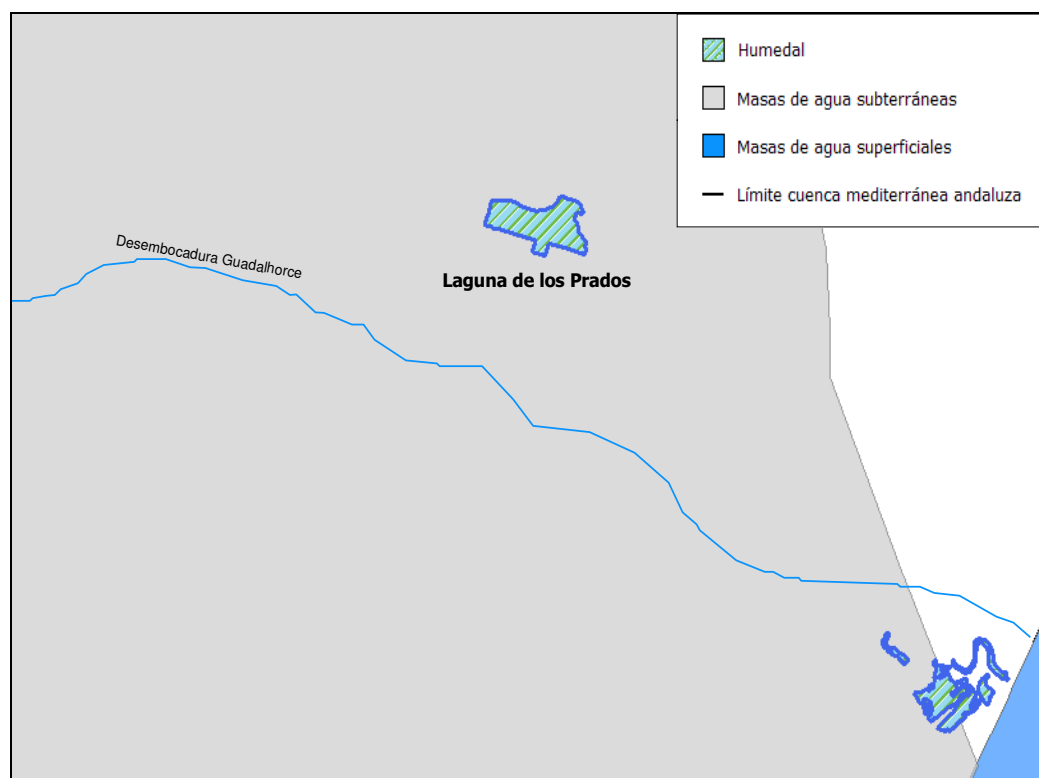 Humedal
Masas de agua subterráneas
Masas de agua superficiales
Límite cuenca mediterránea andaluza
Desembocadura Guadalhorce
Laguna de los Prados